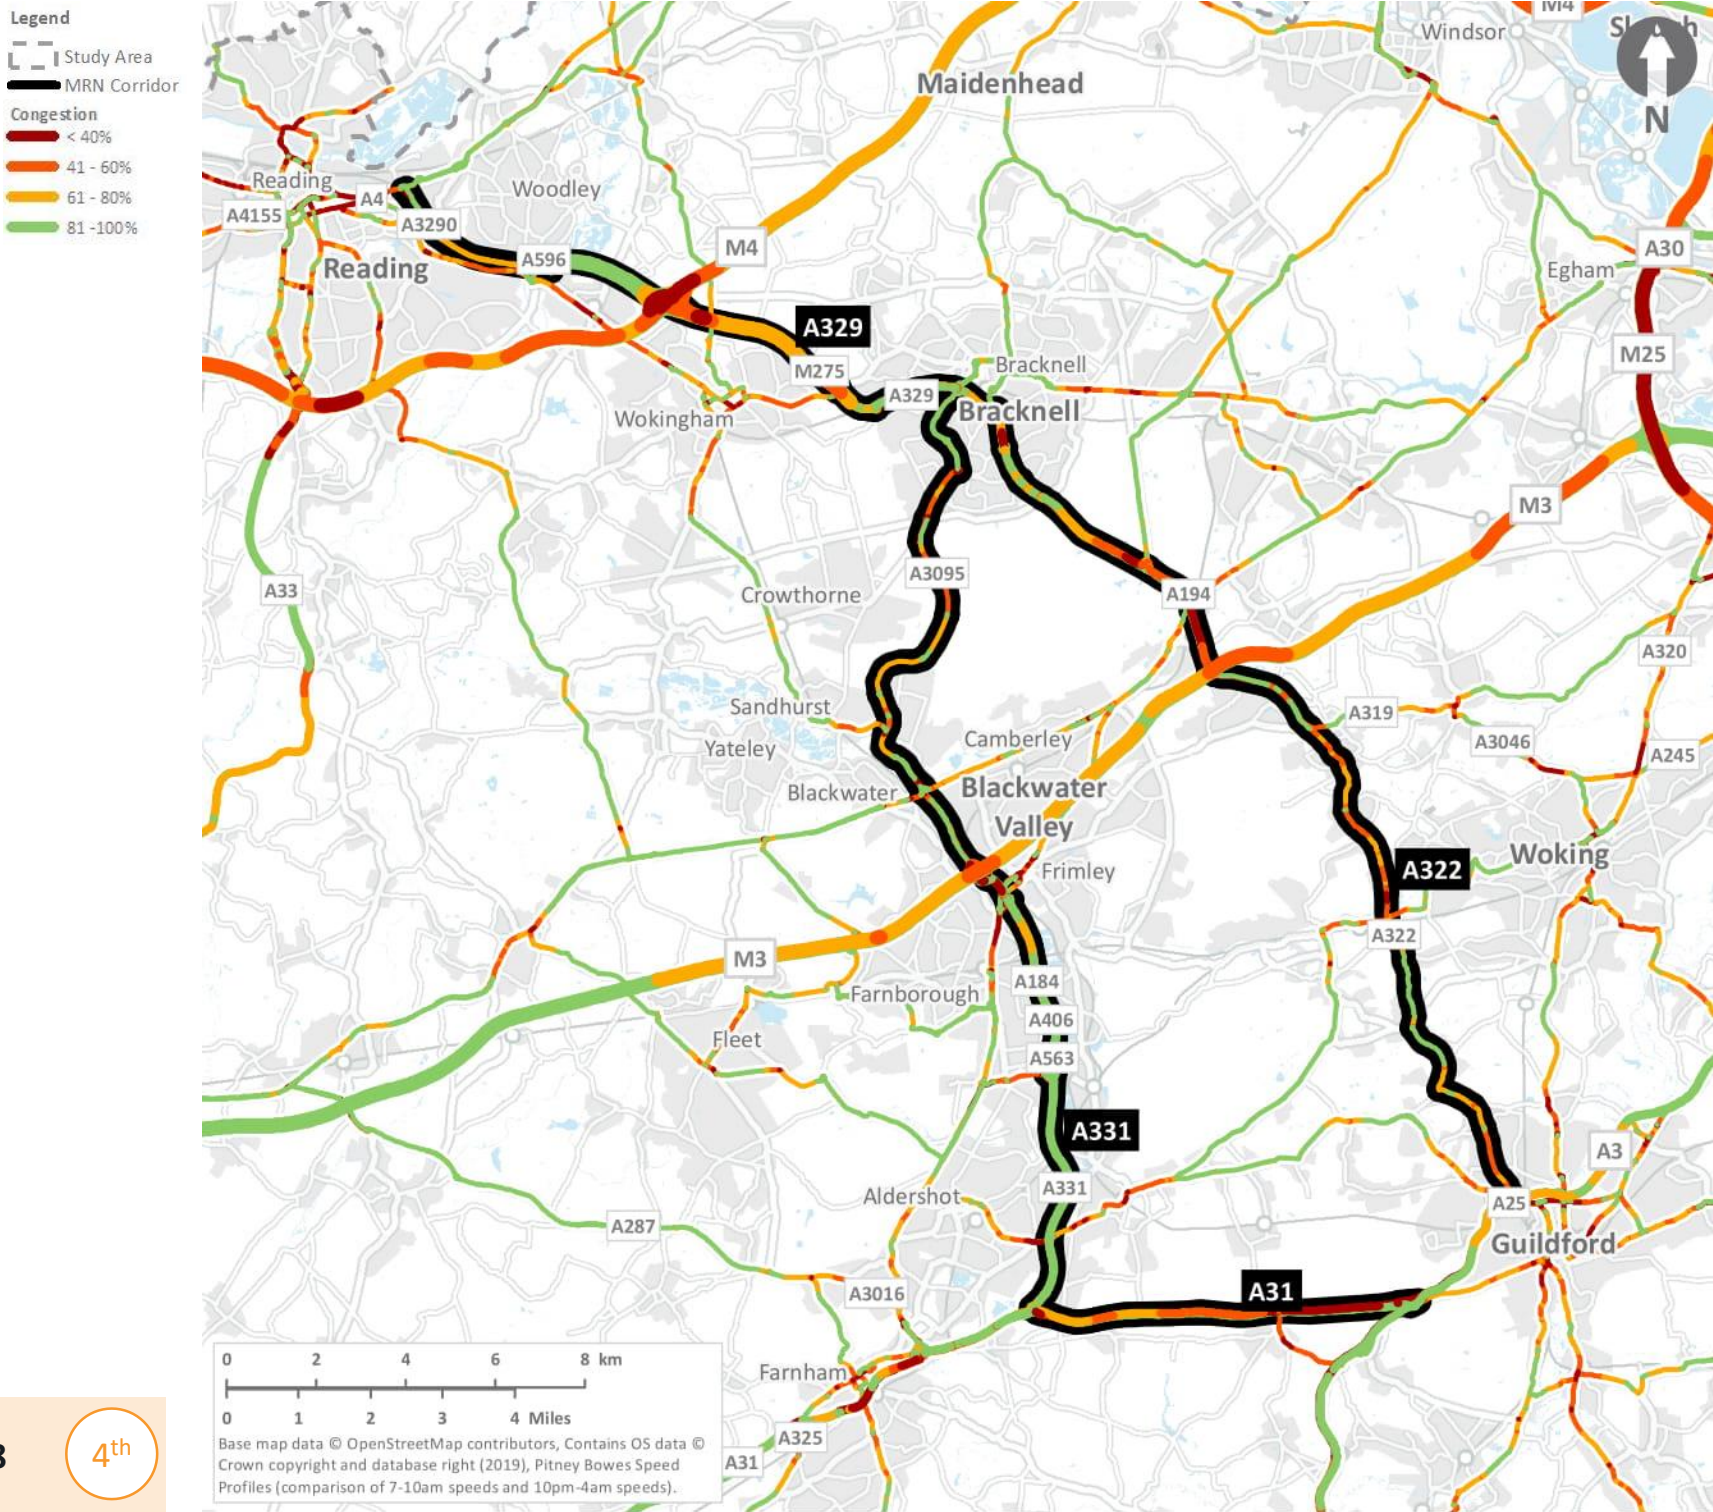 Legend
Study Area
MRN Corridor
Congestion
< 40%
41 - 60%
61 - 80%
81 -100%
M4
Windsor
Slough
N
Maidenhead
Reading
Woodley
A4
A4155
A3290
A596
M4
A30
Reading
Egham
A329
M25
M275
Bracknell
A329
Wokingham
Bracknell
M3
A3095
A33
Crowthorne
A194
A320
Sandhurst
A319
Yateley
Camberley
A3046
A245
Blackwater
Blackwater
Valley
Woking
Frimley
A322
A322
M3
A184
Farnborough
A406
Fleet
A563
A331
A3
Aldershot
A331
A25
A287
Guildford
A3016
A31
0 2 4 6 8 km
Farnham
0 1 2 3 4 Miles
A325
Base map data © OpenStreetMap contributors, Contains OS data ©
Crown copyright and database right (2019), Pitney Bowes Speed
Profiles (comparison of 7-10am speeds and 10pm-4am speeds).
A31
4th